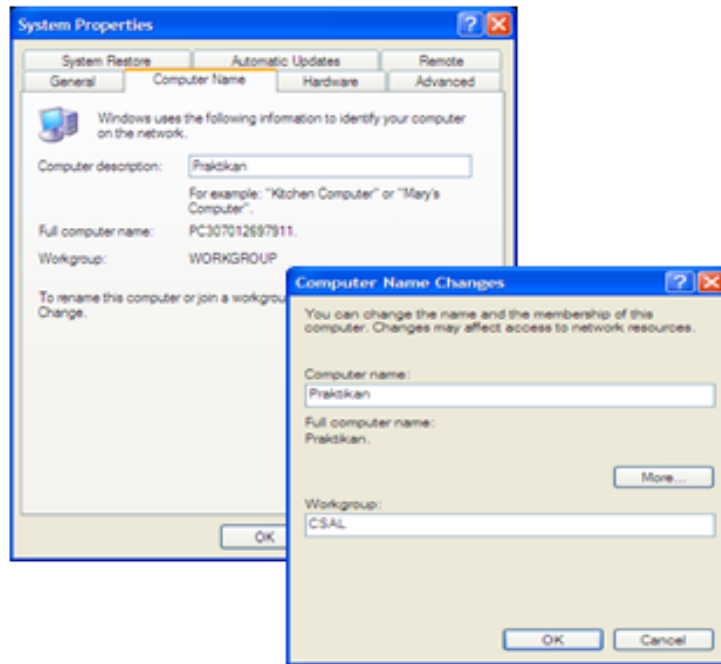 System Properties
System Restore Automatic Updates Remote
General Computer Name Hardware Advanced
Windows uses the following information to identify your computer
on the network.
Computer description: Praktikan
For example: "Kitchen Computer" or "Mary's
Computer".
Full computer name: PC307012697911.
Workgroup: WORKGROUP
To rename this computer or join a workgrou
Change.
OK
Computer Name Changes
You can change the name and the membership of this
computer. Changes may affect access to network resources.
Computer name:
Praktikan
Full computer name:
Praktikan.
More...
Workgroup:
CSAL
OK Cancel